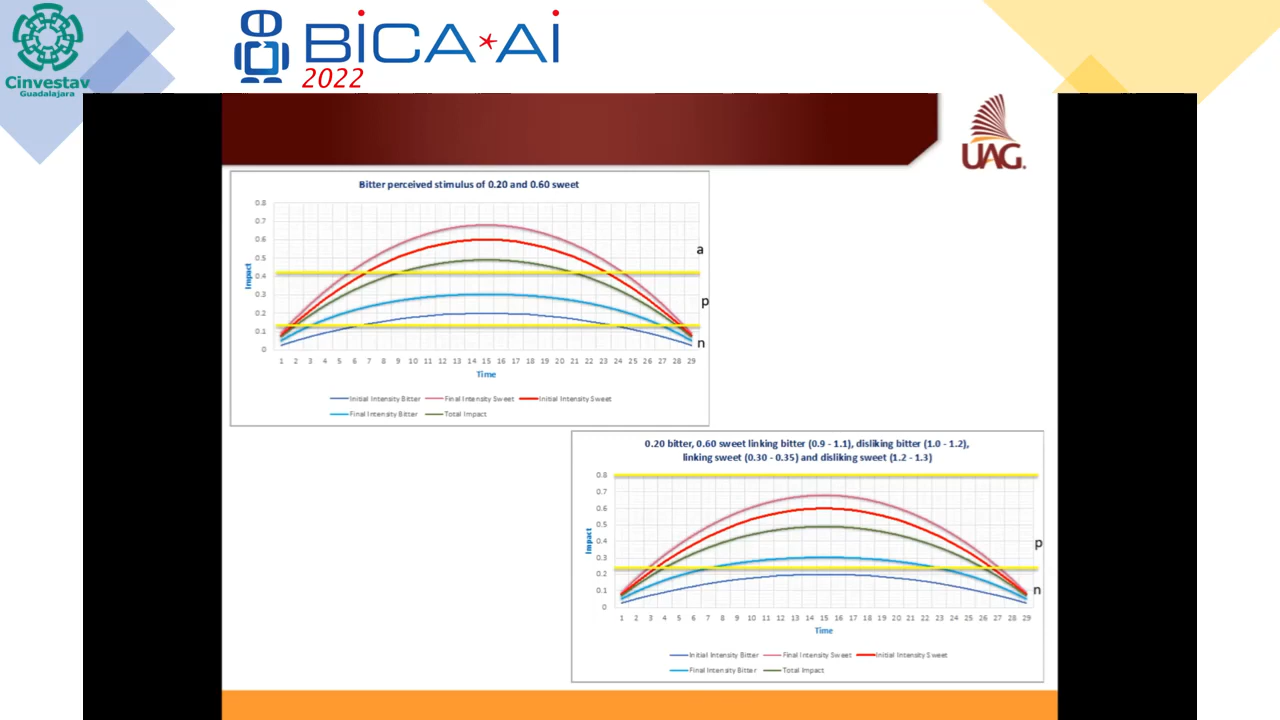 Cinvestav
Guadalajara
BiCA*Ai
2022
UAG.
Bitter perceived stimulus of 0.20 and 0.60 sweet
0.8
0.7
0.6
0.5
0.4
0.3
0.2
0.1
0
Impact
a
p
n
1 2 3 4 5 6 7 8 9 10 11 12 13 14 15 16 17 18 19 20 21 22 23 24 25 26 27 28 29
Time
Initial Intensity Bitter Final Intensity Sweet Initial Intensity Sweet
Final Intensity Bitter Total Impact
0.20 bitter, 0.60 sweet linking bitter (0.9 - 1.1), disliking bitter (1.0 - 1.2),
linking sweet (0.30 - 0.35) and disliking sweet (1.2 - 1.3)
0.8
0.7
0.6
0.5
0.4
0.3
0.2
0.1
0
Impact
p
n
1 2 3 4 5 6 7 8 9 10 11 12 13 14 15 16 17 18 19 20 21 22 23 24 25 26 27 28 29
Time
Initial Intensity Bitter Final Intensity Sweet Initial Intensity Sweet
Final Intensity Bitter Total Impact